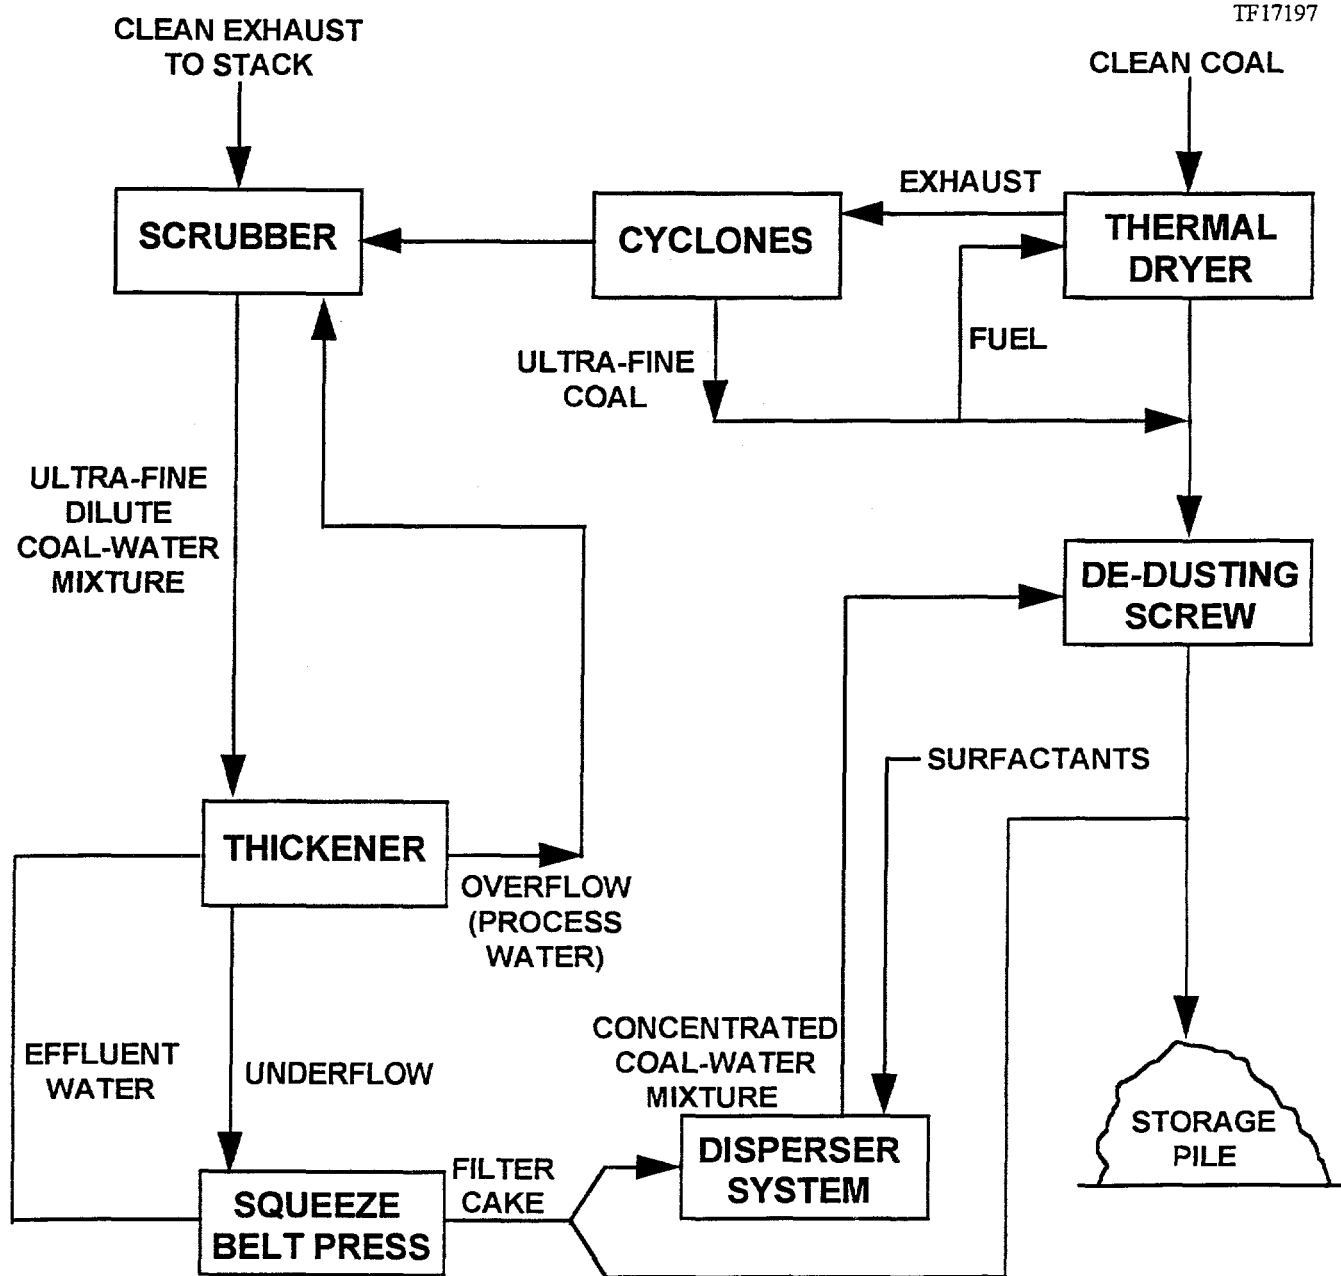 TF17197
CLEAN EXHAUST
TO STACK
CLEAN COAL
SCRUBBER
CYCLONES
EXHAUST
THERMAL
DRYER
FUEL
ULTRA-FINE
COAL
ULTRA-FINE
DILUTE
COAL-WATER
MIXTURE
DE-DUSTING
SCREW
SURFACTANTS
THICKENER
OVERFLOW
(PROCESS
WATER)
EFFLUENT
WATER
UNDERFLOW
CONCENTRATED
COAL-WATER
MIXTURE
STORAGE
PILE
FILTER
CAKE
DISPERSER
SYSTEM
SQUEEZE
BELT PRESS